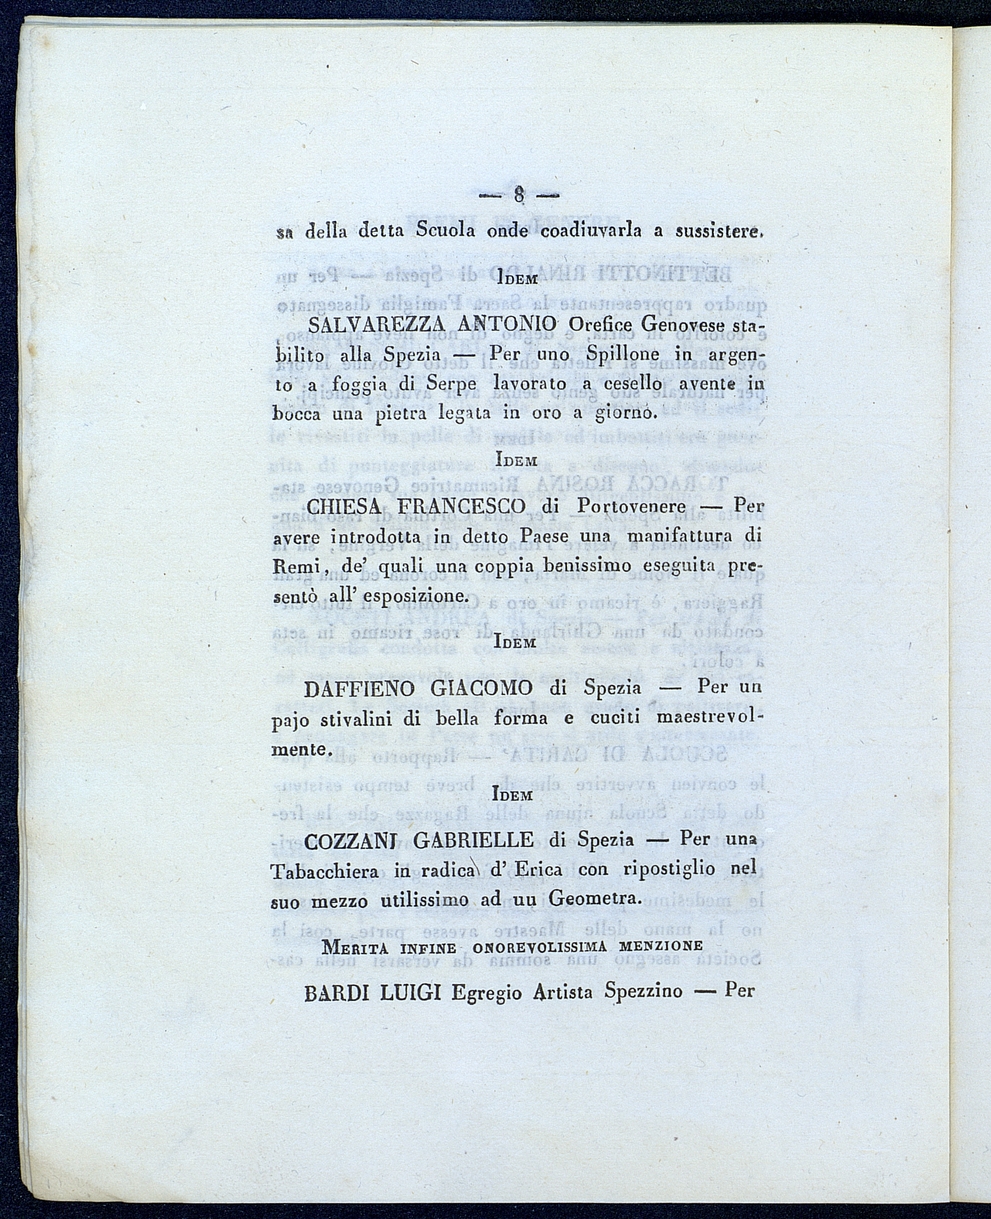 — 8 —
sa della detta Scuola onde coadiuvarla a sussistere.
Idem
SALVAREZZA ANTONIO Orefice Genovese sta-
bilito alla Spezia — Per uno Spillone in argen-
to a foggia di Serpe lavorato a cesello avente in
bocca una pietra legata in oro a giorno.
Idem
CHIESA FRANCESCO di Portovenere — Per
avere introdotta in detto Paese una manifattura di
Remi, de' quali una coppia benissimo eseguita pre-
sentò all' esposizione.
Idem
DAFFIENO GIACOMO di Spezia — Per un
pajo stivalini di bella forma e cuciti maestrevol-
mente.
Idem
COZZANI GABRIELLE di Spezia — Per una
Tabacchiera in radica d' Erica con ripostiglio nel
suo mezzo utilissimo ad uu Geometra.
Merita infine onorevolissima menzione
BARDI LUIGI Egregio Artista Spezzino — Per